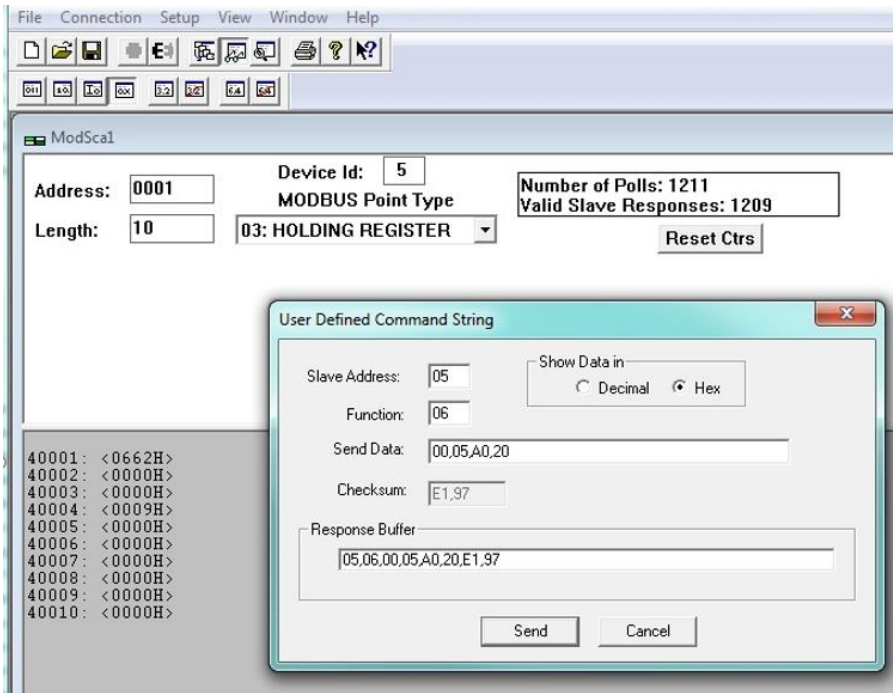 File Connection Setup View Window Help
ModSca1
Address: 0001
Device Id: 5
MODBUS Point Type
Length: 10
03: HOLDING REGISTER
Number of Polls: 1211
Valid Slave Responses: 1209
Reset Ctrs
User Defined Command String
Slave Address: 05
Show Data in
Decimal Hex
Function: 06
Send Data: 00,05,A0,20
Checksum: E1,97
Response Buffer
05,06,00,05,A0,20,E1,97
Send Cancel
40001: <0662H>
40002: <0000H>
40003: <0000H>
40004: <0009H>
40005: <0000H>
40006: <0000H>
40007: <0000H>
40008: <0000H>
40009: <0000H>
40010: <0000H>